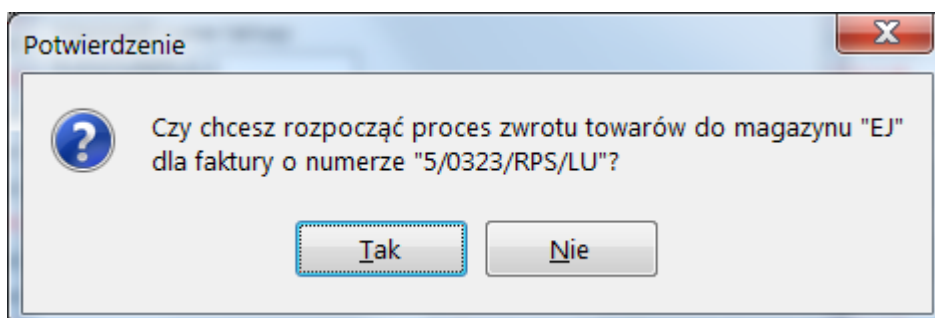 Potwierdzenie
Czy chcesz rozpocząć proces zwrotu towarów do magazynu "EJ"
dla faktury o numerze "5/0323/RPS/LU"?
Tak
Nie